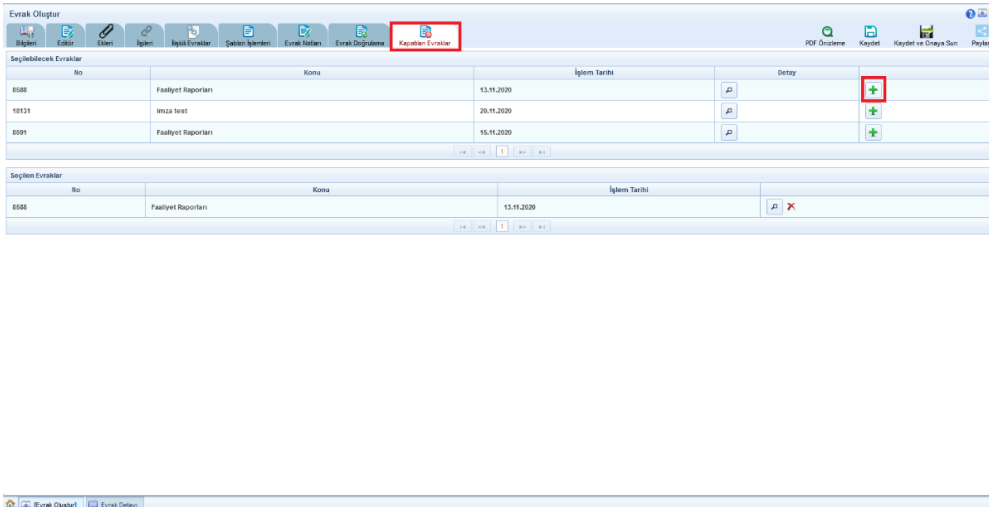 Evrak Oluştur
Bilgileri Editör Ekleri İlgileri İlişkili Evraklar Şablon İşlemleri Evrak Notları Evrak Doğrulama Kapatılan Evraklar PDF Önizleme Kaydet Kaydet ve Onaya Sun Paylaş
Seçilebilecek Evraklar
No Konu İşlem Tarihi Detay
8588 Faaliyet Raporları 13.11.2020
18131 imza test 20.11.2020
8591 Faaliyet Raporları 15.11.2020
1
Seçilen Evraklar
No Konu İşlem Tarihi
8588 Faaliyet Raporları 13.11.2020
1
[Evrak Oluştur] Evrak Detayı